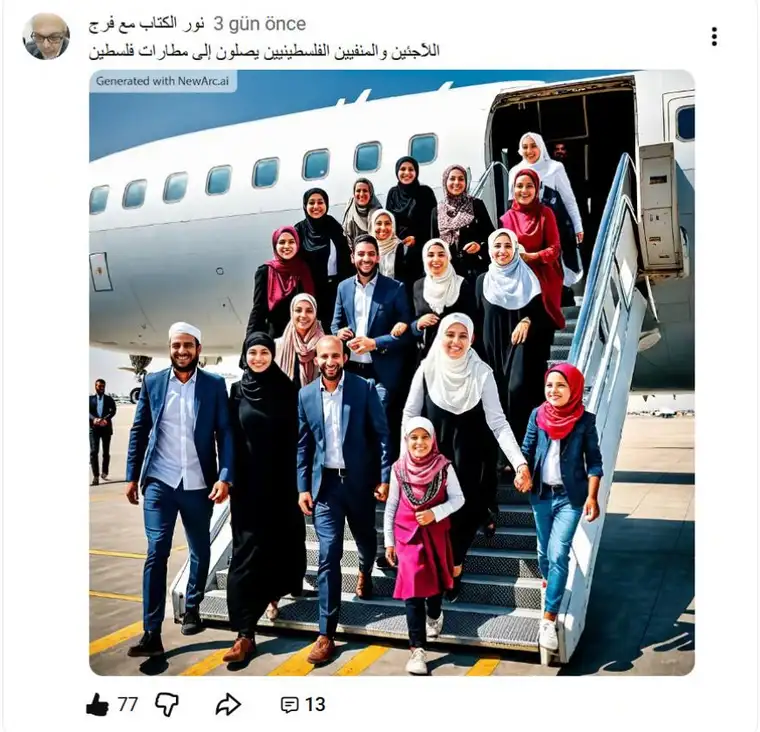 نور الكتاب مع فرج 3 gün önce
اللآجئين والمنفيين الفلسطينيين يصلون إلى مطارات فلسطين
Generated with NewArc.ai
77
13